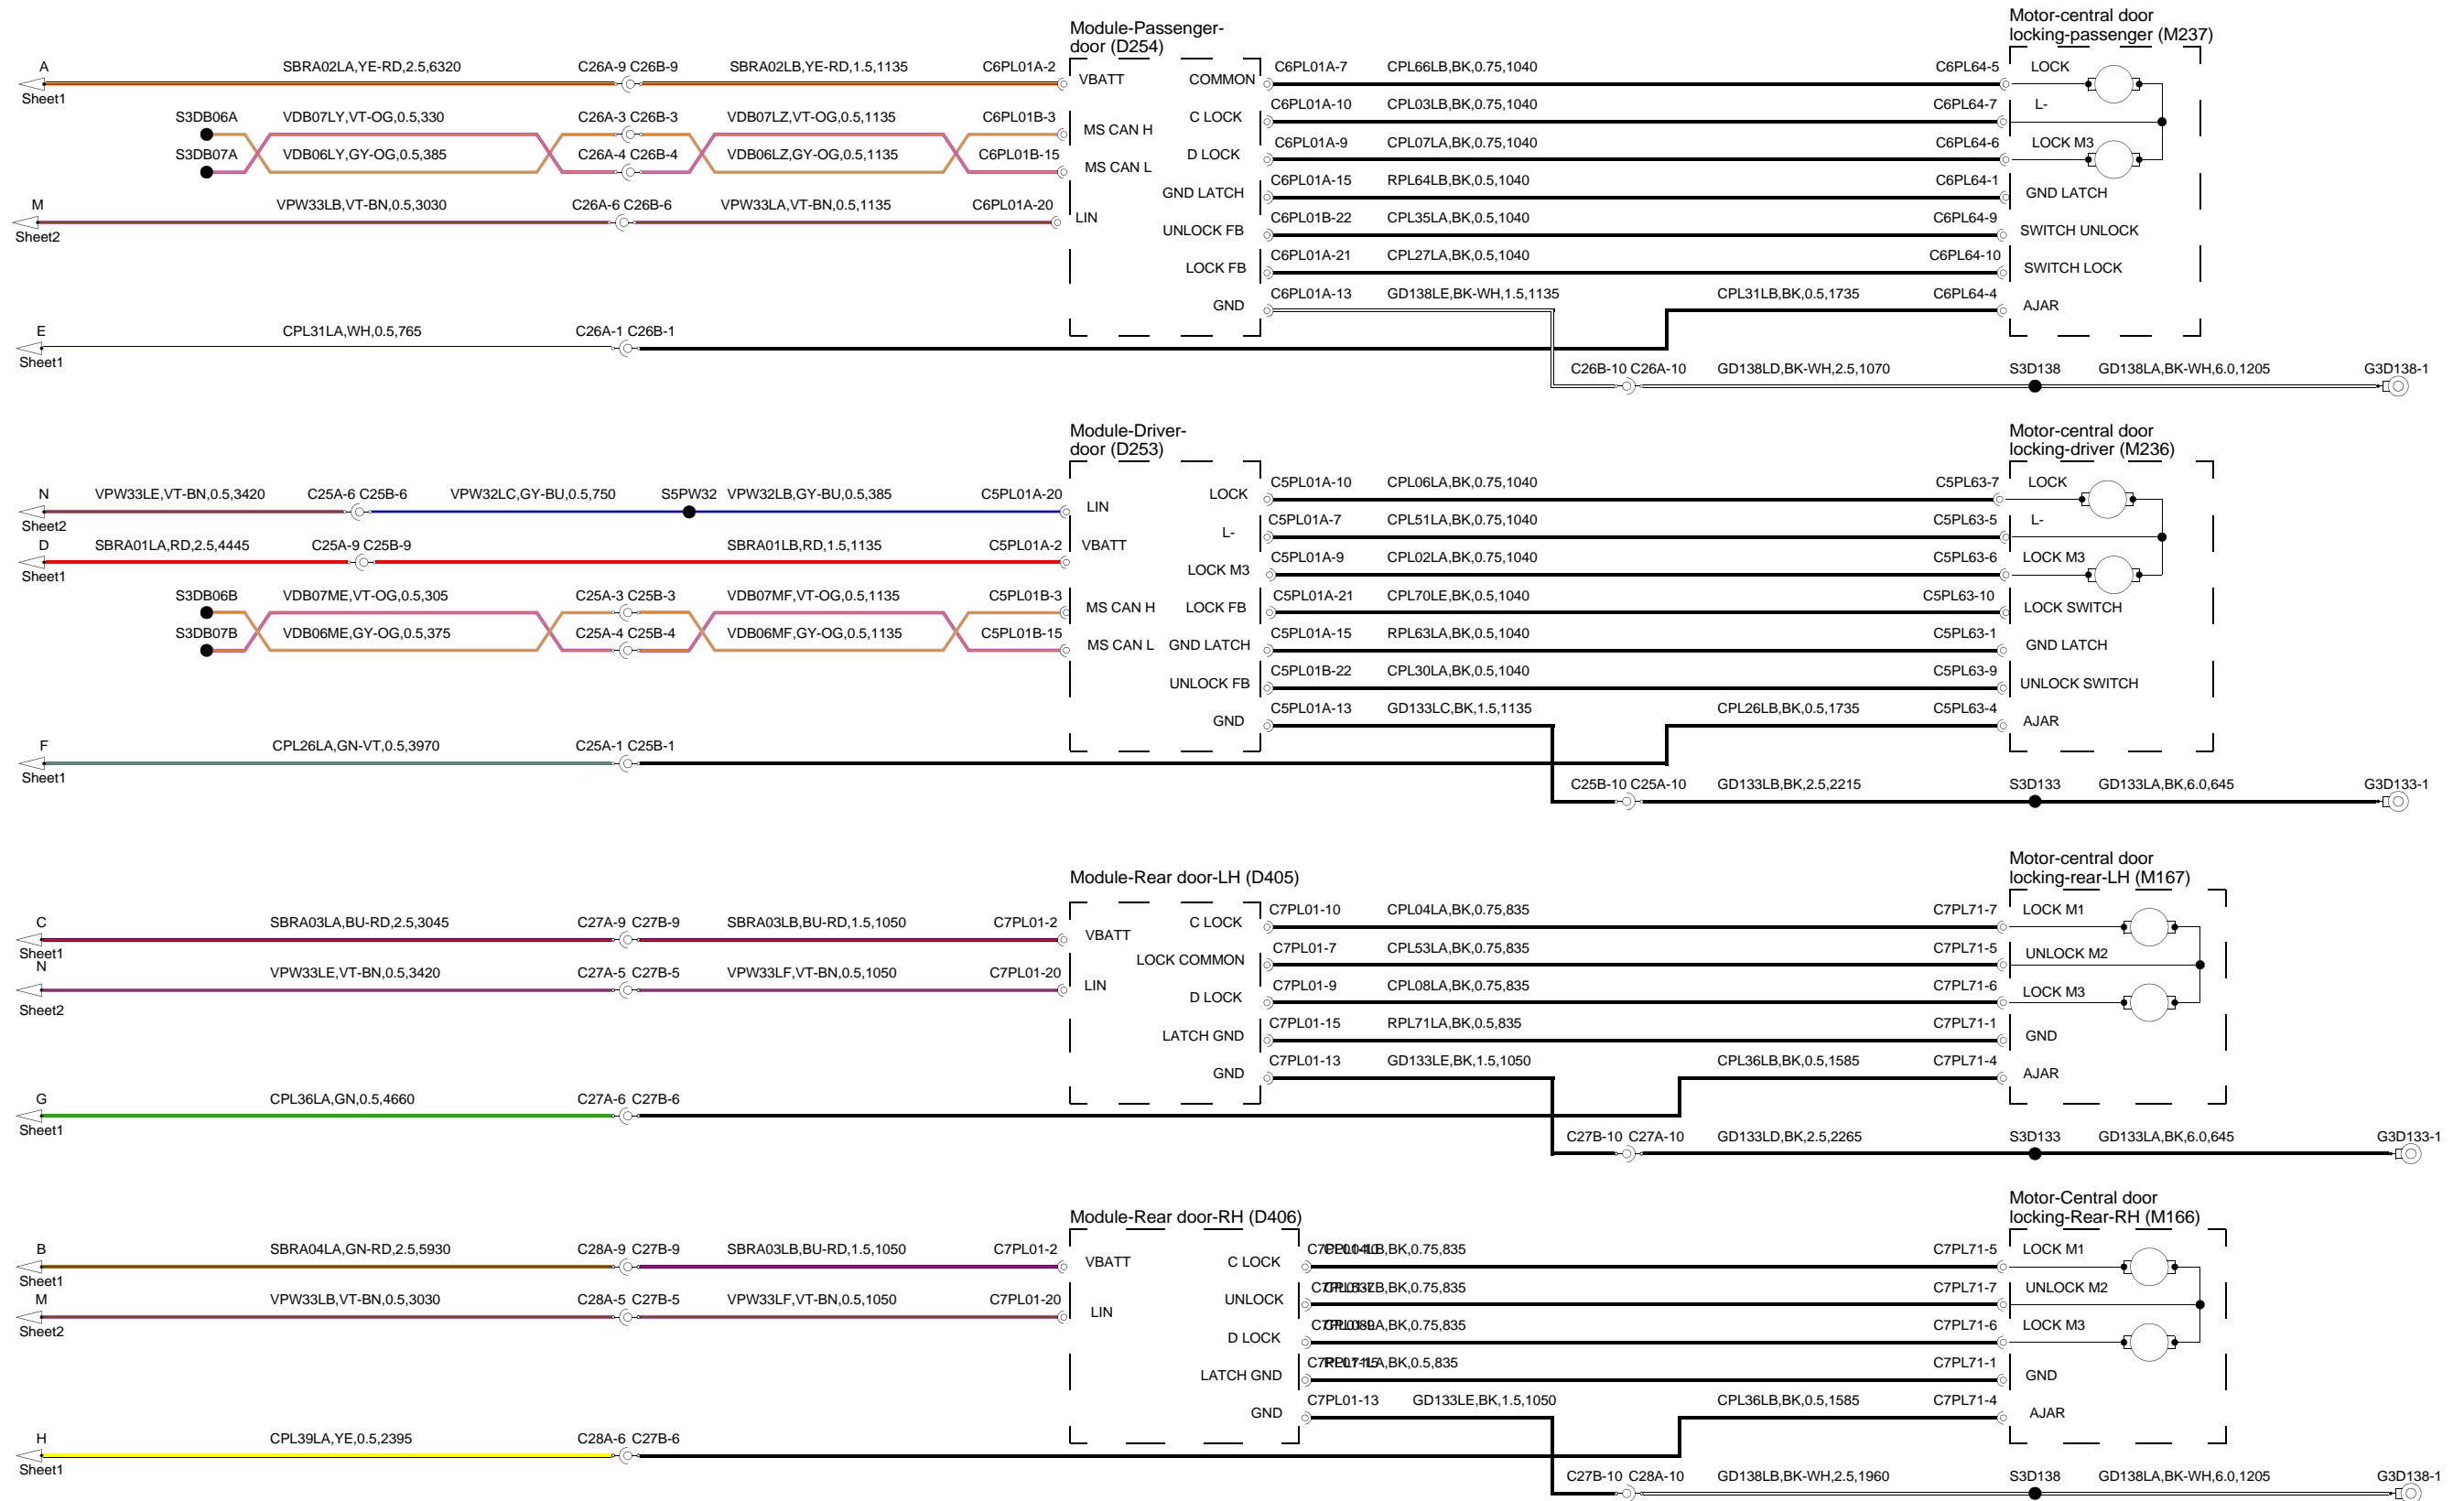 Module-Passenger-
door (D254)
Motor-central door
locking-passenger (M237)
A
Sheet1
SBRA02LA,YE-RD,2.5,6320
C26A-9 C26B-9
SBRA02LB,YE-RD,1.5,1135
C6PL01A-2
VBATT
COMMON
C6PL01A-7
CPL66LB,BK,0.75,1040
C6PL64-5
LOCK
S3DB06A
VDB07LY,VT-OG,0.5,330
C26A-3 C26B-3
VDB07LZ,VT-OG,0.5,1135
C6PL01B-3
MS CAN H
C LOCK
C6PL01A-10
CPL03LB,BK,0.75,1040
C6PL64-7
L-
S3DB07A
VDB06LY,GY-OG,0.5,385
C26A-4 C26B-4
VDB06LZ,GY-OG,0.5,1135
C6PL01B-15
MS CAN L
D LOCK
C6PL01A-9
CPL07LA,BK,0.75,1040
C6PL64-6
LOCK M3
GND LATCH
C6PL01A-15
RPL64LB,BK,0.5,1040
C6PL64-1
GND LATCH
M
Sheet2
VPW33LB,VT-BN,0.5,3030
C26A-6 C26B-6
VPW33LA,VT-BN,0.5,1135
C6PL01A-20
LIN
UNLOCK FB
C6PL01B-22
CPL35LA,BK,0.5,1040
C6PL64-9
SWITCH UNLOCK
LOCK FB
C6PL01A-21
CPL27LA,BK,0.5,1040
C6PL64-10
SWITCH LOCK
GND
C6PL01A-13
GD138LE,BK-WH,1.5,1135
CPL31LB,BK,0.5,1735
C6PL64-4
AJAR
E
Sheet1
CPL31LA,WH,0.5,765
C26A-1 C26B-1
C26B-10 C26A-10
GD138LD,BK-WH,2.5,1070
S3D138
GD138LA,BK-WH,6.0,1205
G3D138-1
Module-Driver-
door (D253)
Motor-central door
locking-driver (M236)
N
Sheet2
VPW33LE,VT-BN,0.5,3420
C25A-6 C25B-6
VPW32LC,GY-BU,0.5,750
S5PW32
VPW32LB,GY-BU,0.5,385
C5PL01A-20
LIN
LOCK
C5PL01A-10
CPL06LA,BK,0.75,1040
C5PL63-7
LOCK
L-
C5PL01A-7
CPL51LA,BK,0.75,1040
C5PL63-5
L-
D
Sheet1
SBRA01LA,RD,2.5,4445
C25A-9 C25B-9
SBRA01LB,RD,1.5,1135
C5PL01A-2
VBATT
LOCK M3
C5PL01A-9
CPL02LA,BK,0.75,1040
C5PL63-6
LOCK M3
S3DB06B
VDB07ME,VT-OG,0.5,305
C25A-3 C25B-3
VDB07MF,VT-OG,0.5,1135
C5PL01B-3
MS CAN H
LOCK FB
C5PL01A-21
CPL70LE,BK,0.5,1040
C5PL63-10
LOCK SWITCH
S3DB07B
VDB06ME,GY-OG,0.5,375
C25A-4 C25B-4
VDB06MF,GY-OG,0.5,1135
C5PL01B-15
MS CAN L
GND LATCH
C5PL01A-15
RPL63LA,BK,0.5,1040
C5PL63-1
GND LATCH
UNLOCK FB
C5PL01B-22
CPL30LA,BK,0.5,1040
C5PL63-9
UNLOCK SWITCH
GND
C5PL01A-13
GD133LC,BK,1.5,1135
CPL26LB,BK,0.5,1735
C5PL63-4
AJAR
F
Sheet1
CPL26LA,GN-VT,0.5,3970
C25A-1 C25B-1
C25B-10 C25A-10
GD133LB,BK,2.5,2215
S3D133
GD133LA,BK,6.0,645
G3D133-1
Module-Rear door-LH (D405)
Motor-central door
locking-rear-LH (M167)
C
Sheet1
SBRA03LA,BU-RD,2.5,3045
C27A-9 C27B-9
SBRA03LB,BU-RD,1.5,1050
C7PL01-2
VBATT
C LOCK
C7PL01-10
CPL04LA,BK,0.75,835
C7PL71-7
LOCK M1
N
Sheet2
VPW33LE,VT-BN,0.5,3420
C27A-5 C27B-5
VPW33LF,VT-BN,0.5,1050
C7PL01-20
LIN
LOCK COMMON
C7PL01-7
CPL53LA,BK,0.75,835
C7PL71-5
UNLOCK M2
D LOCK
C7PL01-9
CPL08LA,BK,0.75,835
C7PL71-6
LOCK M3
LATCH GND
C7PL01-15
RPL71LA,BK,0.5,835
C7PL71-1
GND
GND
C7PL01-13
GD133LE,BK,1.5,1050
CPL36LB,BK,0.5,1585
C7PL71-4
AJAR
G
Sheet1
CPL36LA,GN,0.5,4660
C27A-6 C27B-6
C27B-10 C27A-10
GD133LD,BK,2.5,2265
S3D133
GD133LA,BK,6.0,645
G3D133-1
Module-Rear door-RH (D406)
Motor-Central door
locking-Rear-RH (M166)
B
Sheet1
SBRA04LA,GN-RD,2.5,5930
C28A-9 C27B-9
SBRA03LB,BU-RD,1.5,1050
C7PL01-2
VBATT
C LOCK
C7PL71-5
LOCK M1
M
Sheet2
VPW33LB,VT-BN,0.5,3030
C28A-5 C27B-5
VPW33LF,VT-BN,0.5,1050
C7PL01-20
LIN
UNLOCK
C7PL71-7
UNLOCK M2
D LOCK
C7PL71-6
LOCK M3
LATCH GND
C7PL71-1
GND
GND
C7PL01-13
GD133LE,BK,1.5,1050
CPL36LB,BK,0.5,1585
C7PL71-4
AJAR
H
Sheet1
CPL39LA,YE,0.5,2395
C28A-6 C27B-6
C27B-10 C28A-10
GD138LB,BK-WH,2.5,1960
S3D138
GD138LA,BK-WH,6.0,1205
G3D138-1